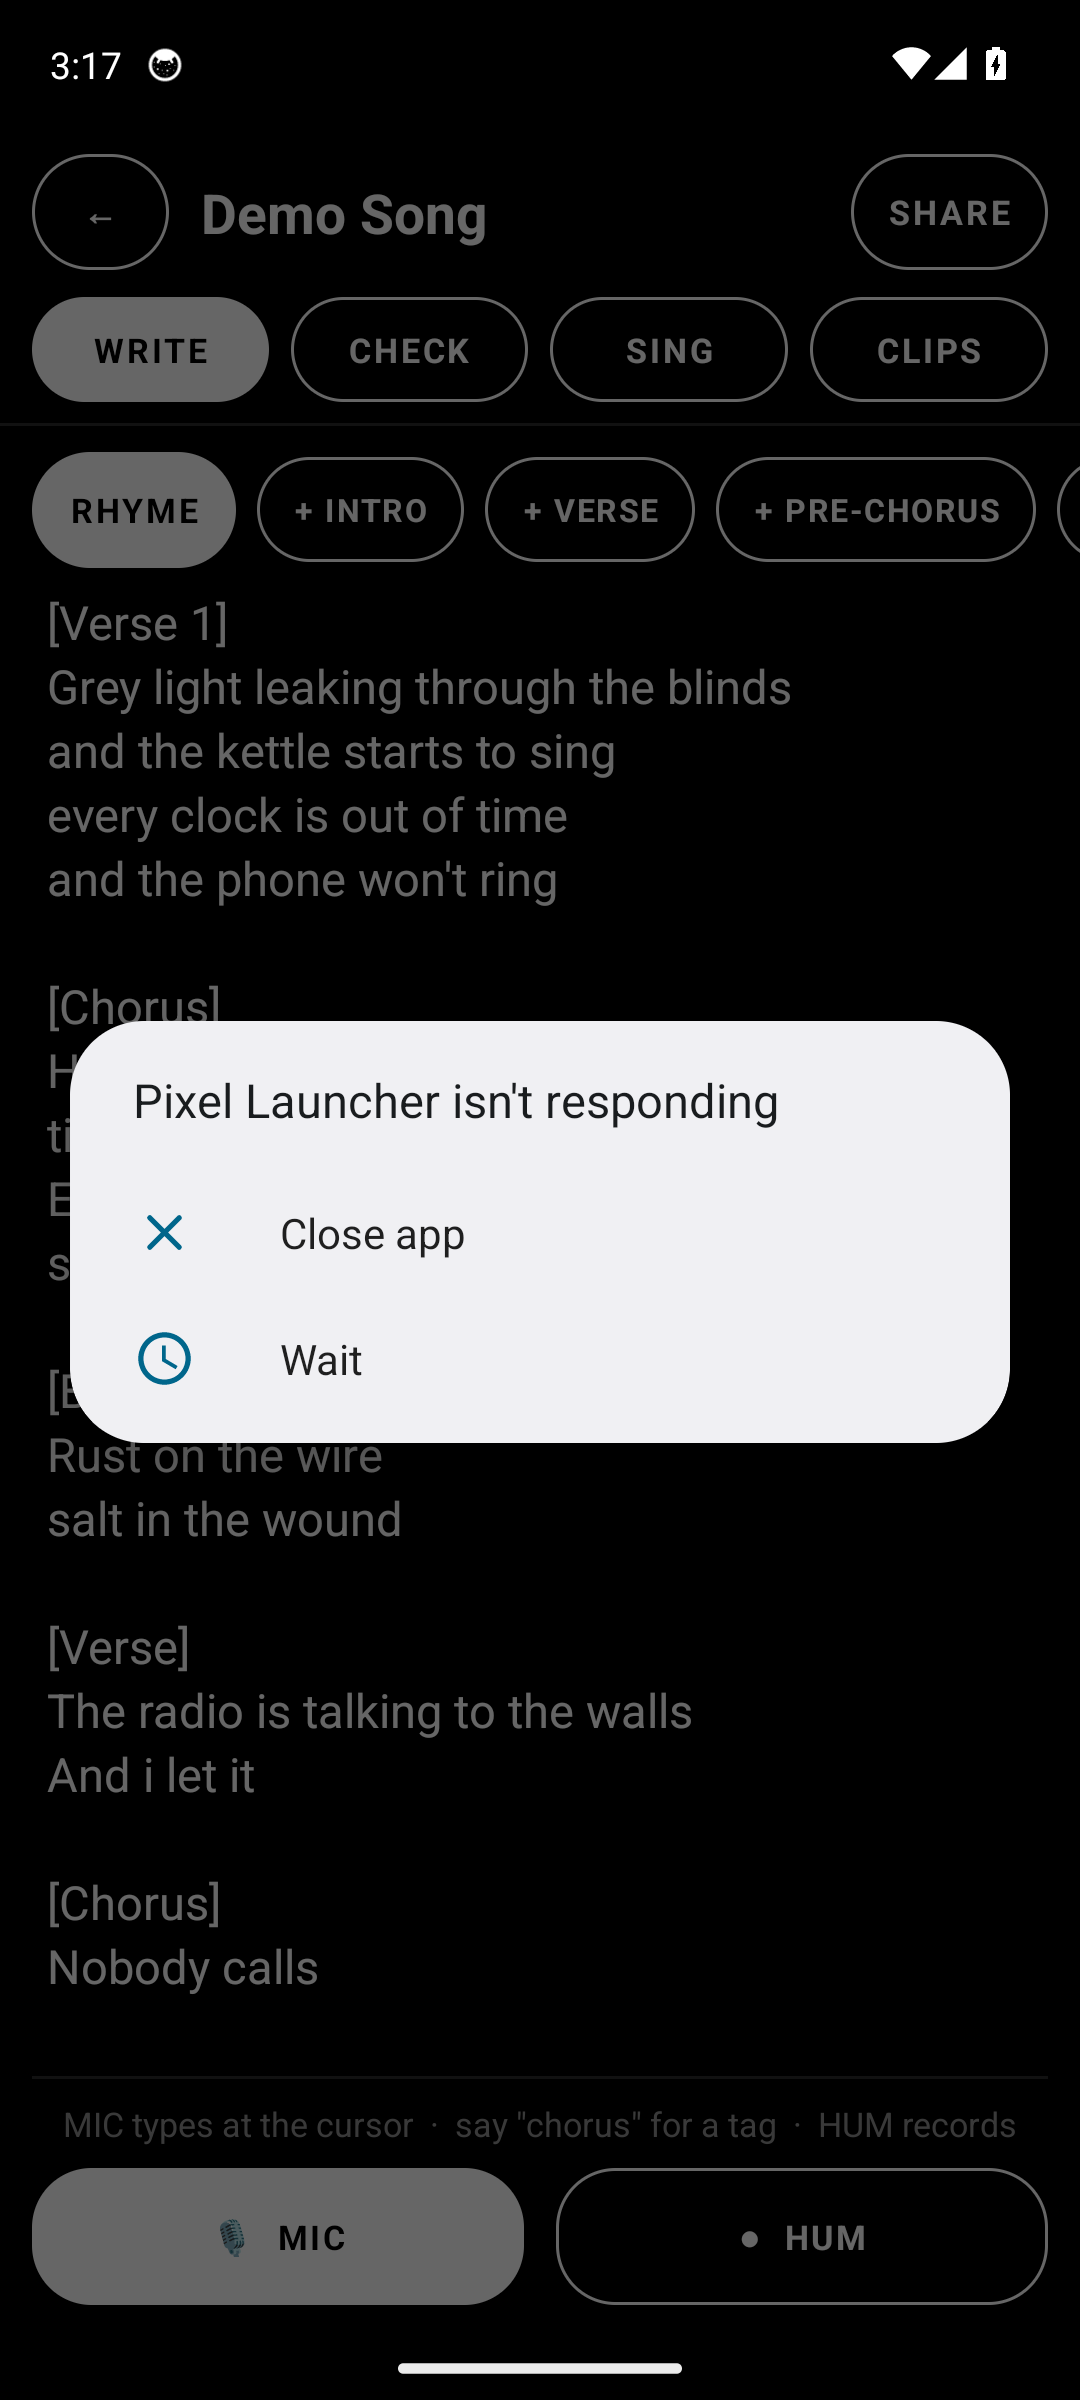 3:17
← Demo Song SHARE
WRITE CHECK SING CLIPS
RHYME + INTRO + VERSE + PRE-CHORUS
[Verse 1]
Grey light leaking through the blinds
and the kettle starts to sing
every clock is out of time
and the phone won't ring
[Chorus]
Pixel Launcher isn't responding
Close app
Wait
Rust on the wire
salt in the wound
[Verse]
The radio is talking to the walls
And i let it
[Chorus]
Nobody calls
MIC types at the cursor · say "chorus" for a tag · HUM records
🎙️ MIC ● HUM